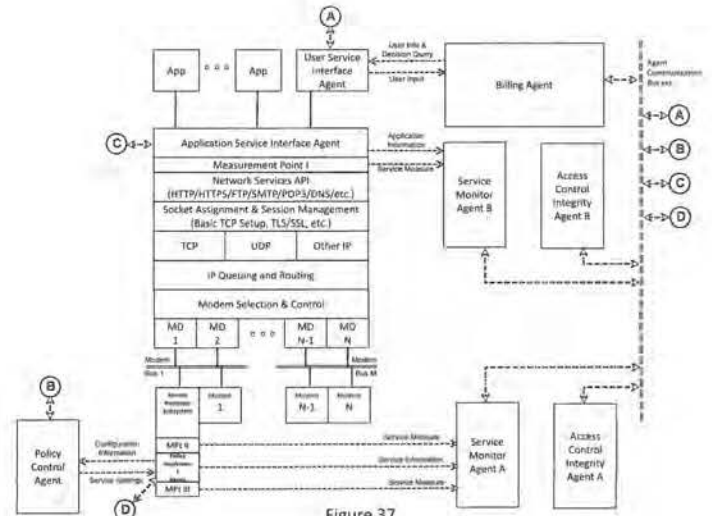 A
App
App
User Service
Interface
Agent
User Info &
Decision Query
User Input
Billing Agent
Agent
Communication
Bus
C
Application Service Interface Agent
Measurement Point I
Network Services API
(HTTP/HTTPS/FTP/SMTP/POP3/DNS/etc.)
Socket Assignment & Session Management
(Basic TCP Setup, TLS/SSL, etc.)
TCP
UDP
Other IP
IP Queuing and Routing
Modem Selection & Control
MD
1
MD
2
MD
N-1
MD
N
Application
Information
Service Measure
Service
Monitor
Agent B
Access
Control
Integrity
Agent B
A
B
C
D
Modem
Bus 1
Modem
Bus M
Modem
1
Modem
N-1
Modem
N
B
Policy
Control
Agent
Configuration
Information
Service Settings
D
MPt II
Policy
MPt III
Service Measure
Service Information
Service Measure
Service
Monitor
Agent A
Access
Control
Integrity
Agent A
Figure 37